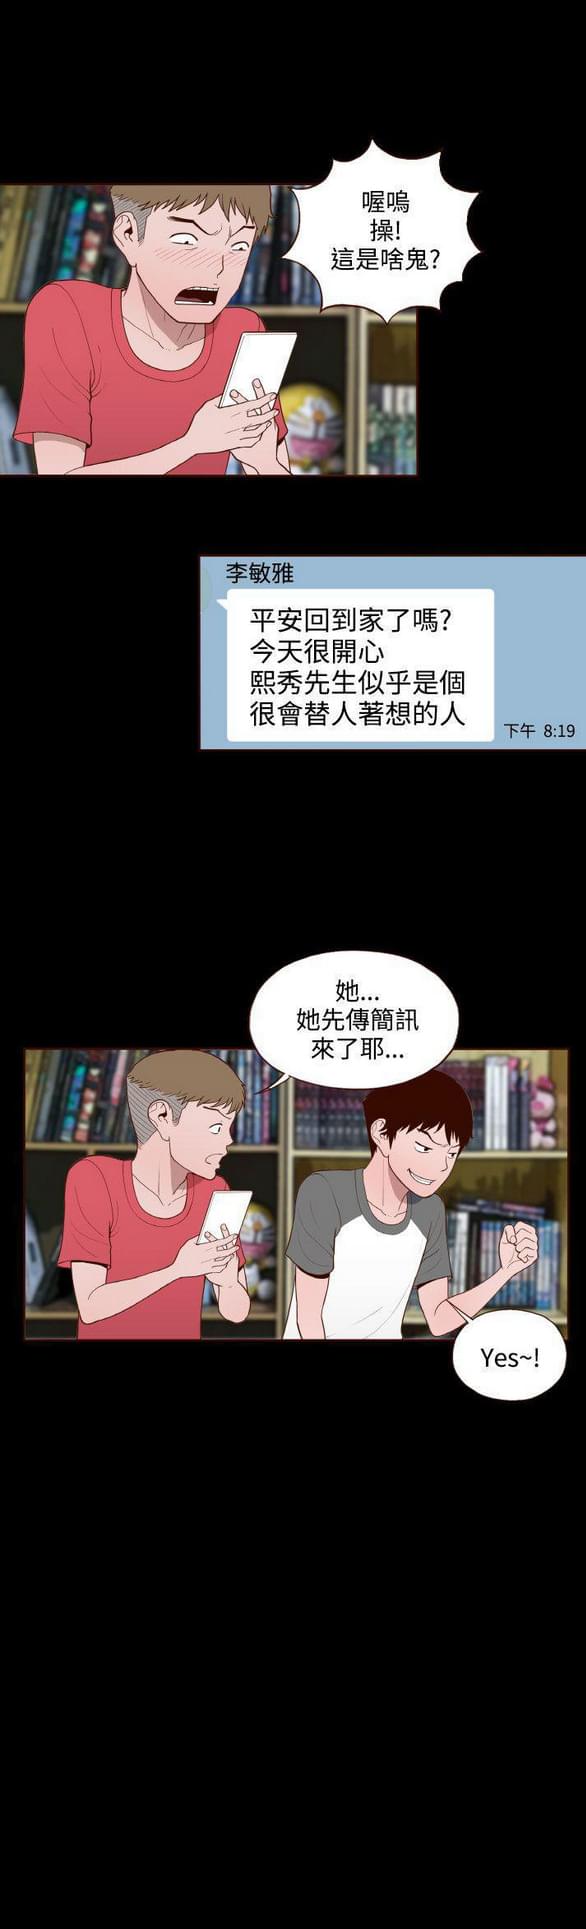 喔嗚
操!
這是啥鬼?
李敏雅
平安回到家了嗎?
今天很開心
熙秀先生似乎是個
很會替人著想的人
下午 8:19
她...
她先傳簡訊
來了耶...
Yes~!